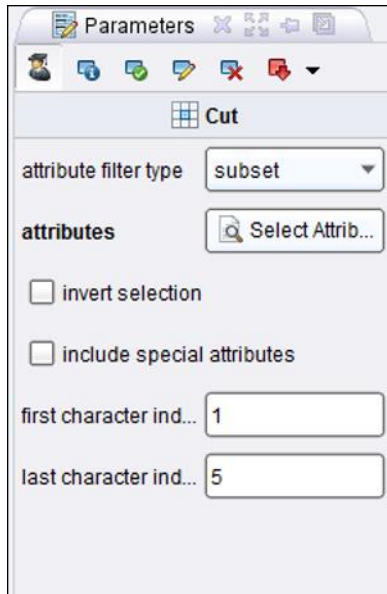 Parameters
Cut
attribute filter type subset
attributes Select Attrib...
invert selection
include special attributes
first character ind... 1
last character ind... 5